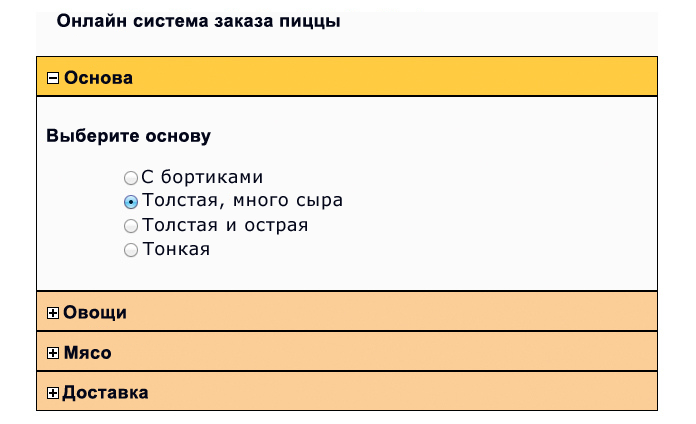 Онлайн система заказа пиццы
Основа
Выберите основу
С бортиками
Толстая, много сыра
Толстая и острая
Тонкая
Овощи
Мясо
Доставка